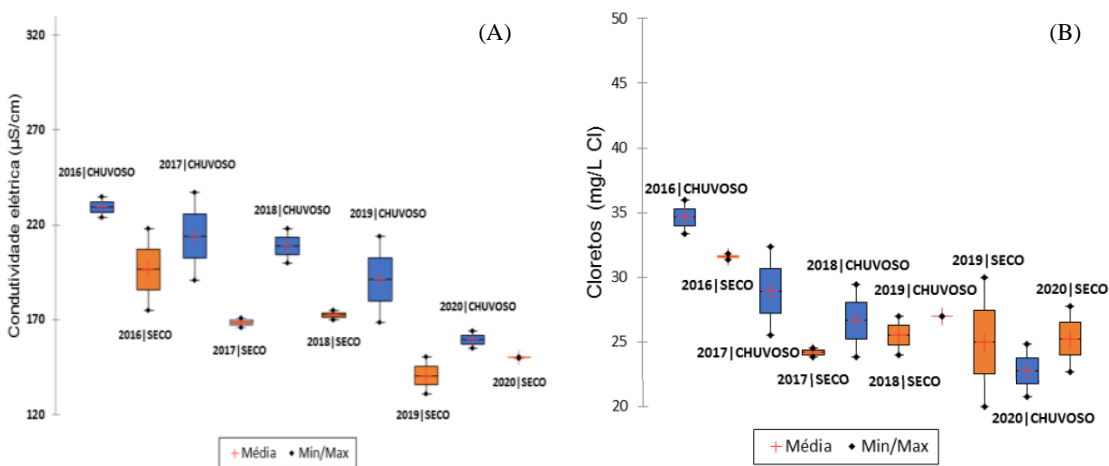 (A)
Condutividade elétrica (µS/cm)
320
270
220
170
120
2016|CHUVOSO
2016|SECO
2017|CHUVOSO
2017|SECO
2018|CHUVOSO
2018|SECO
2019|CHUVOSO
2019|SECO
2020|CHUVOSO
2020|SECO
Média
Min/Max
(B)
Cloretos (mg/L Cl)
50
45
40
35
30
25
20
2016|CHUVOSO
2016|SECO
2017|CHUVOSO
2017|SECO
2018|CHUVOSO
2018|SECO
2019|CHUVOSO
2019|SECO
2020|CHUVOSO
2020|SECO
Média
Min/Max